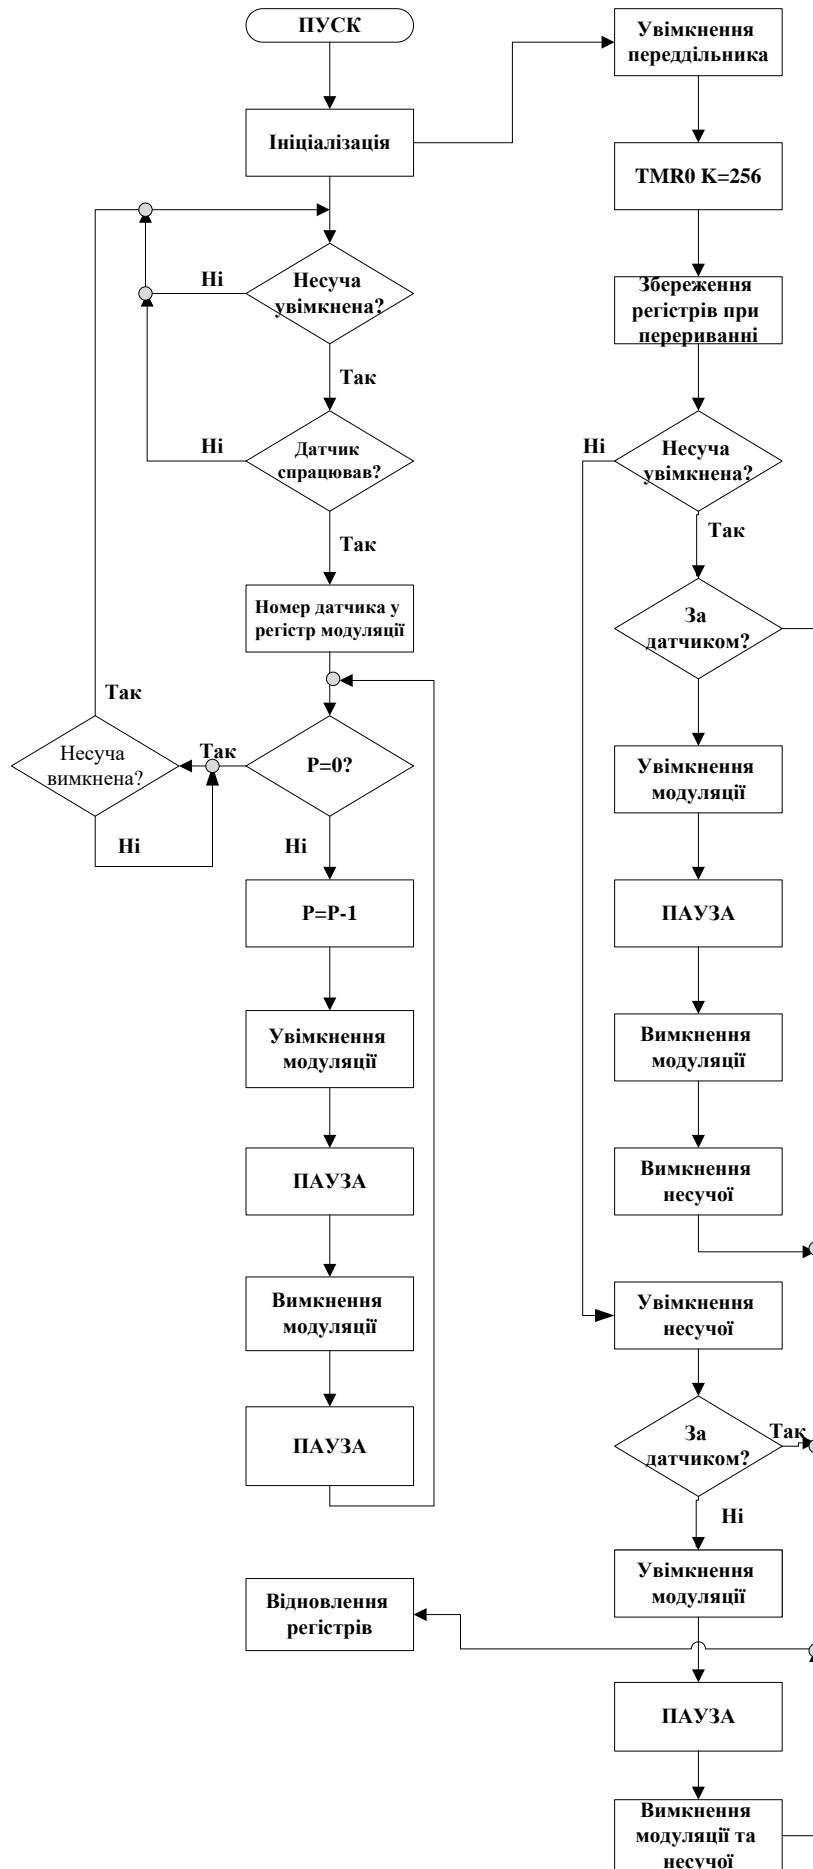 ПУСК
Ініціалізація
Ні
Несуча
увімкнена?
Так
Ні
Датчик
спрацював?
Так
Номер датчика у
регістр модуляції
Так
Несуча
вимкнена?
Так
P=0?
Ні
Ні
P=P-1
Увімкнення
модуляції
ПАУЗА
Вимкнення
модуляції
ПАУЗА
Відновлення
регістрів
Увімкнення
переддільника
TMR0 K=256
Збереження
регістрів при
перериванні
Ні
Несуча
увімкнена?
Так
За
датчиком?
Увімкнення
модуляції
ПАУЗА
Вимкнення
модуляції
Вимкнення
несучої
Увімкнення
несучої
За
датчиком?
Так
Ні
Увімкнення
модуляції
ПАУЗА
Вимкнення
модуляції та
несучої